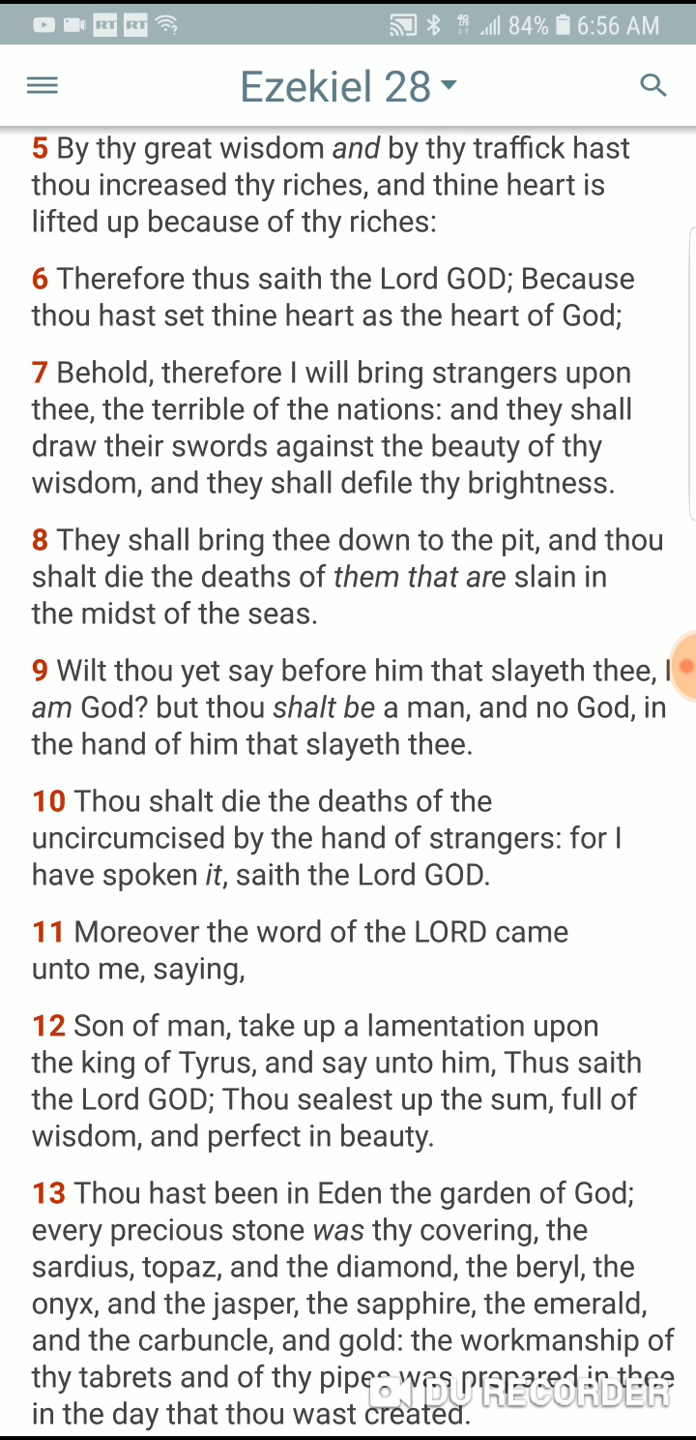 RT RT 4G 84% 6:56 AM
Ezekiel 28
5 By thy great wisdom and by thy traffick hast
thou increased thy riches, and thine heart is
lifted up because of thy riches:
6 Therefore thus saith the Lord GOD; Because
thou hast set thine heart as the heart of God;
7 Behold, therefore I will bring strangers upon
thee, the terrible of the nations: and they shall
draw their swords against the beauty of thy
wisdom, and they shall defile thy brightness.
8 They shall bring thee down to the pit, and thou
shalt die the deaths of them that are slain in
the midst of the seas.
9 Wilt thou yet say before him that slayeth thee, I
am God? but thou shalt be a man, and no God, in
the hand of him that slayeth thee.
10 Thou shalt die the deaths of the
uncircumcised by the hand of strangers: for I
have spoken it, saith the Lord GOD.
11 Moreover the word of the LORD came
unto me, saying,
12 Son of man, take up a lamentation upon
the king of Tyrus, and say unto him, Thus saith
the Lord GOD; Thou sealest up the sum, full of
wisdom, and perfect in beauty.
13 Thou hast been in Eden the garden of God;
every precious stone was thy covering, the
sardius, topaz, and the diamond, the beryl, the
onyx, and the jasper, the sapphire, the emerald,
and the carbuncle, and gold: the workmanship of
thy tabrets and of thy pipes was prepared in thee
DU RECORDER
in the day that thou wast created.